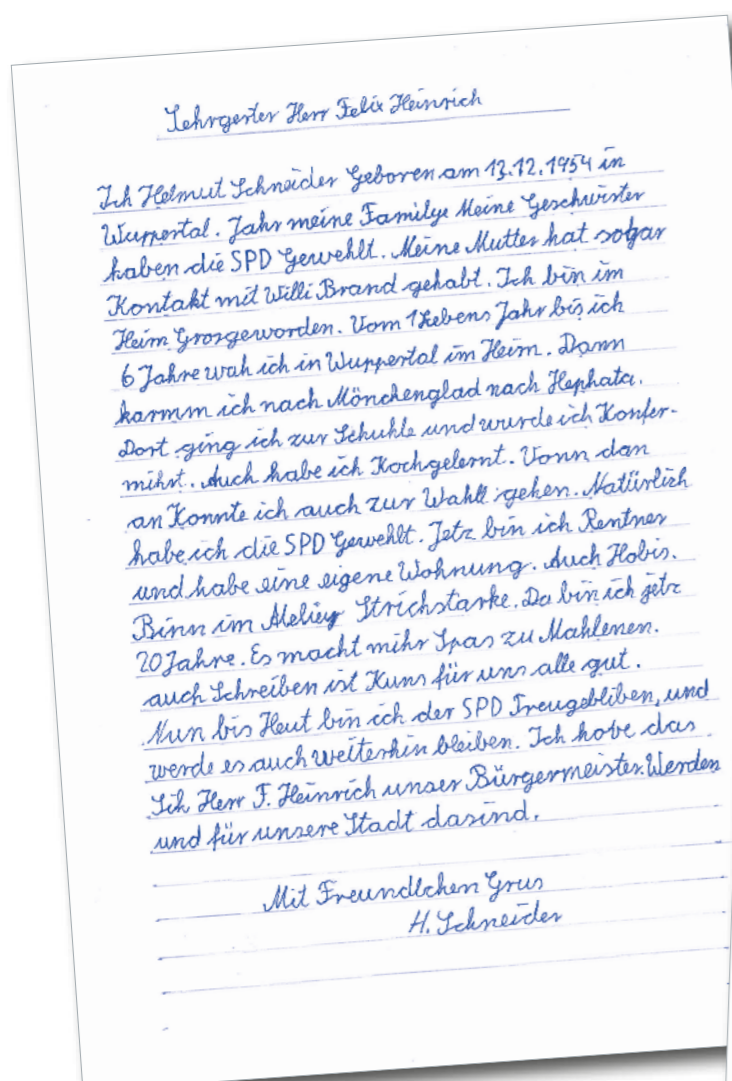 Sehrgerter Herr Felix Heinrich
Ich Helmut Schneider Geboren am 13.12.1954 in
Wuppertal. Jahr meine Familye Meine Geschwister
haben die SPD Gewehlt. Meine Mutter hat sogar
Kontakt mit Willi Brand gehabt. Ich bin im
Heim Grosgeworden. Vom 1 Lebens Jahr bis ich
6 Jahre wah ich in Wuppertal im Heim. Dann
kamm ich nach Mönchenglad nach Hephata.
Dort ging ich zur Schuhle und wurde ich Konfer-
mihrt. Auch habe ich Kochgelernt. Vonn dan
an Konnte ich auch zur Wahll gehen. Natürlich
habe ich die SPD Gewehlt. Jetz bin ich Rentner
und habe eine eigene Wohnung. Auch Hobis.
Binn im Ateliey Strichstarke. Da bin ich jetz
20 Jahre. Es macht mihr Spas zu Mahlenen.
auch Schreiben ist Kuns für uns alle gut.
Nun bis Heut bin ich der SPD Treugebliben, und
werde es auch weiterhin bleiben. Ich hobe das
Sih Herr F. Heinrich unser Bürgermeister Werden
und für unsere Stadt dasind.
Mit Freundlchen Grus
H. Schneider